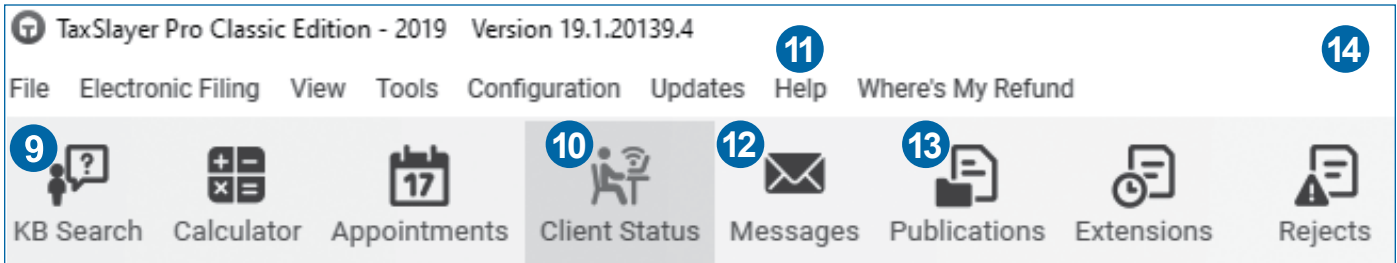 TaxSlayer Pro Classic Edition - 2019 Version 19.1.20139.4
11 14
File Electronic Filing View Tools Configuration Updates Help Where's My Refund
9 10 12 13
? 17
KB Search Calculator Appointments Client Status Messages Publications Extensions Rejects